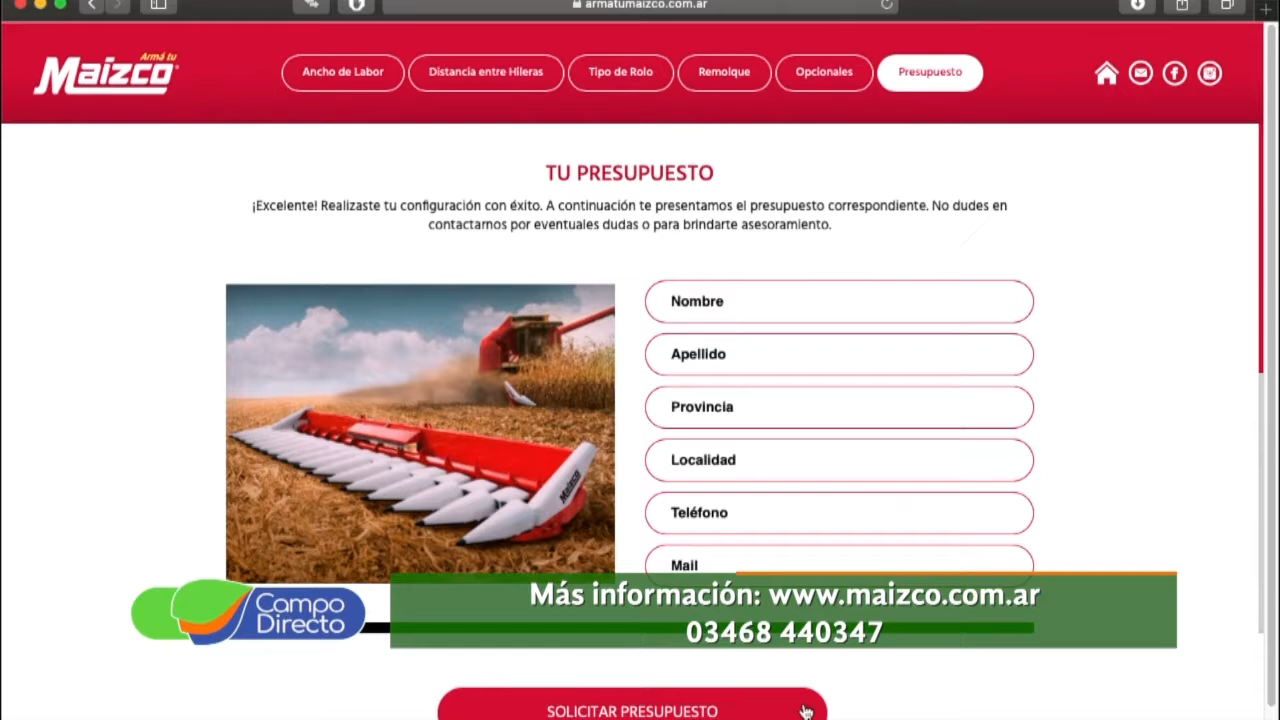 armatumaizco.com.ar
Armá tu
Maizco
Ancho de Labor
Distancia entre Hileras
Tipo de Rolo
Remolque
Opcionales
Presupuesto
TU PRESUPUESTO
¡Excelente! Realizaste tu configuración con éxito. A continuación te presentamos el presupuesto correspondiente. No dudes en
contactarnos por eventuales dudas o para brindarte asesoramiento.
Nombre
Apellido
Provincia
Localidad
Teléfono
Mail
Maizco
Campo
Directo
Más información: www.maizco.com.ar
03468 440347
SOLICITAR PRESUPUESTO